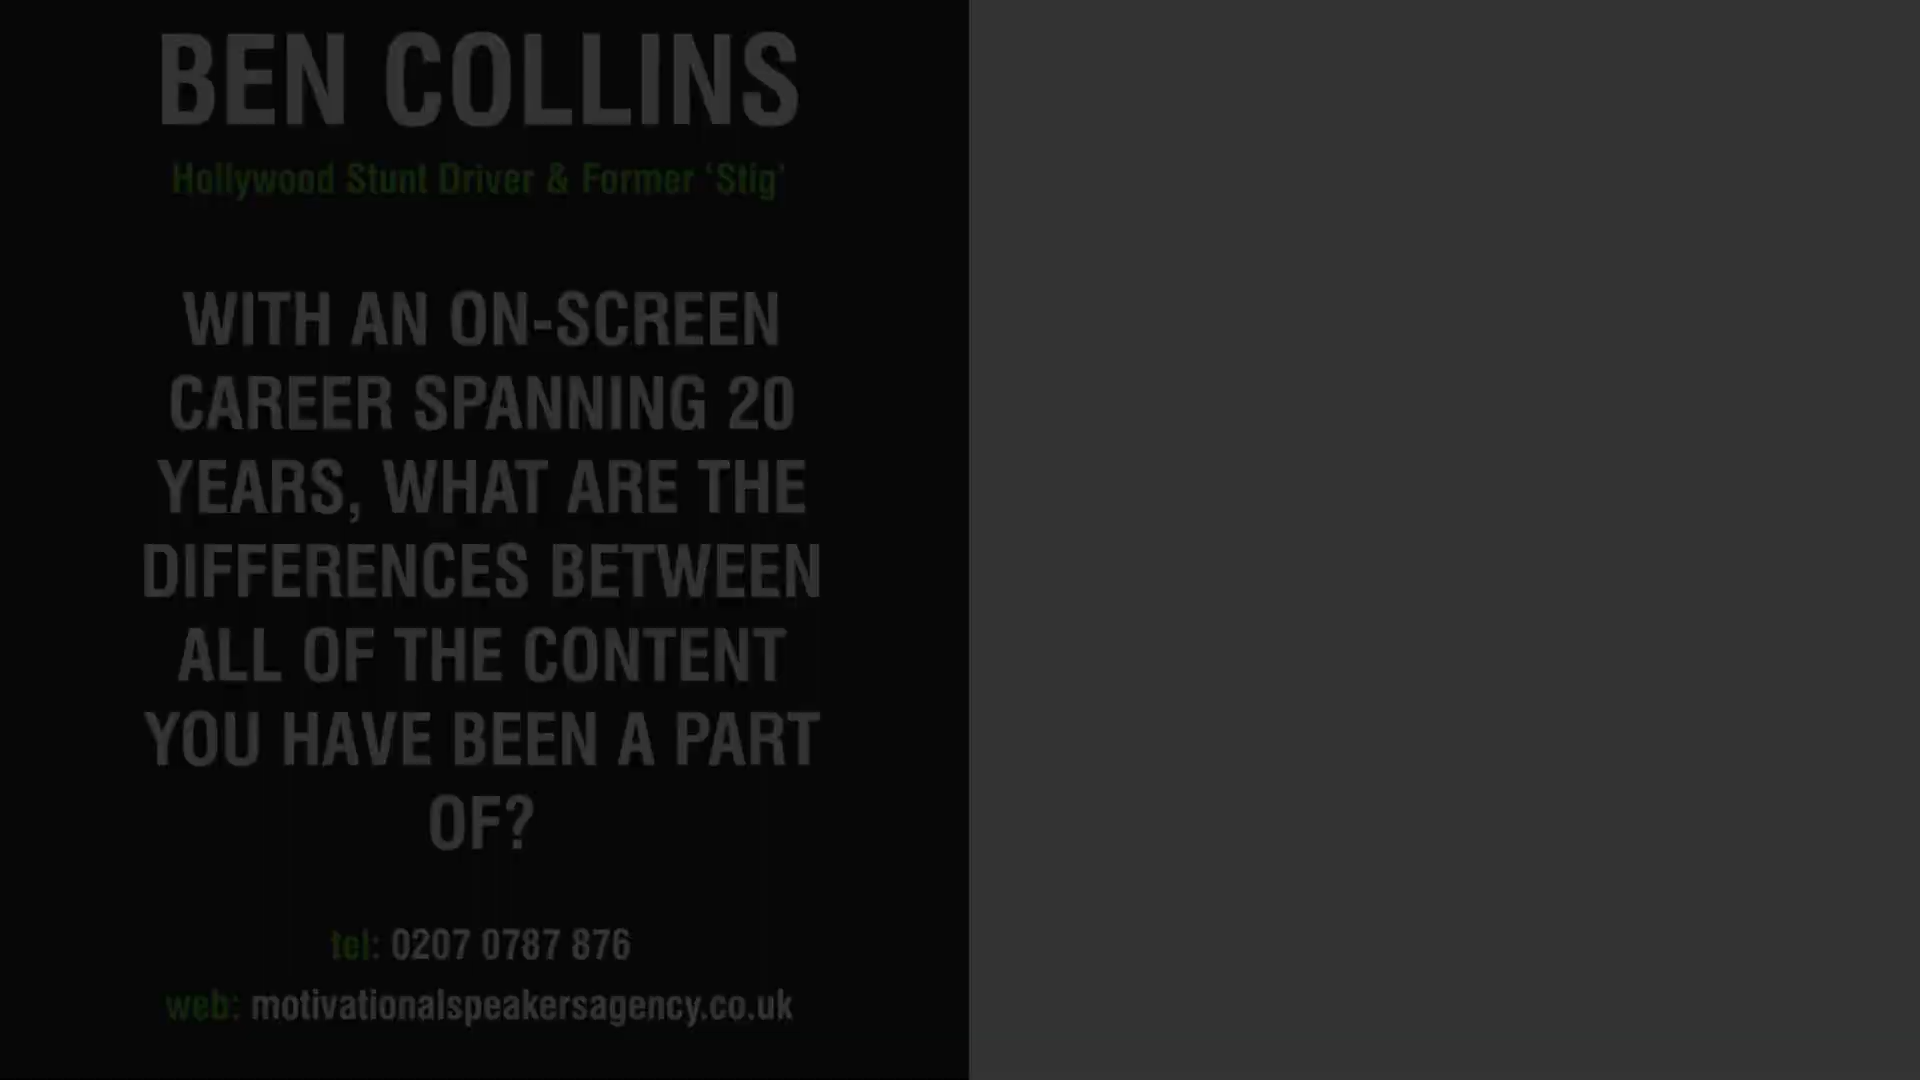 BEN COLLINS
Hollywood Stunt Driver & Former ‘Stig’
WITH AN ON-SCREEN
CAREER SPANNING 20
YEARS, WHAT ARE THE
DIFFERENCES BETWEEN
ALL OF THE CONTENT
YOU HAVE BEEN A PART
OF?
tel: 0207 0787 876
web: motivationalspeakersagency.co.uk